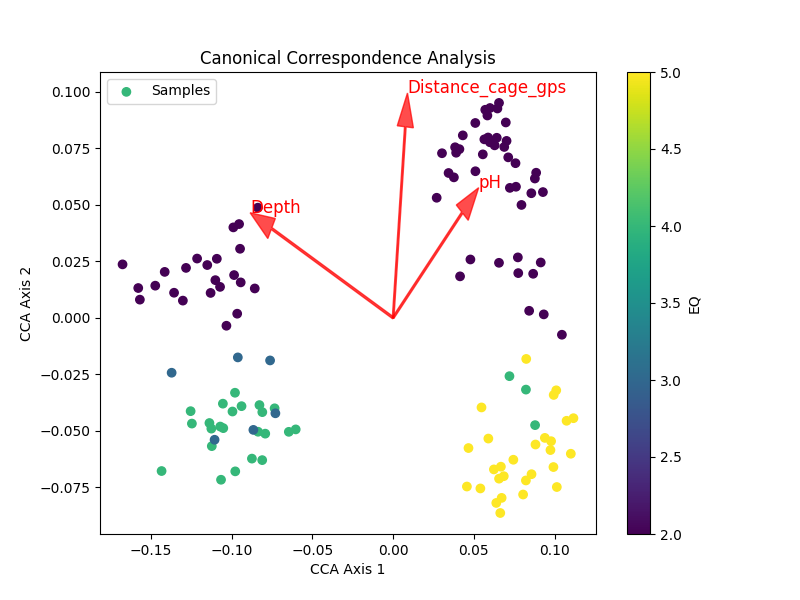 Canonical Correspondence Analysis
Samples
Distance_cage_gps
pH
Depth
0.100
0.075
0.050
0.025
0.000
−0.025
−0.050
−0.075
CCA Axis 2
−0.15
−0.10
−0.05
0.00
0.05
0.10
CCA Axis 1
5.0
4.5
4.0
3.5
3.0
2.5
2.0
EQ